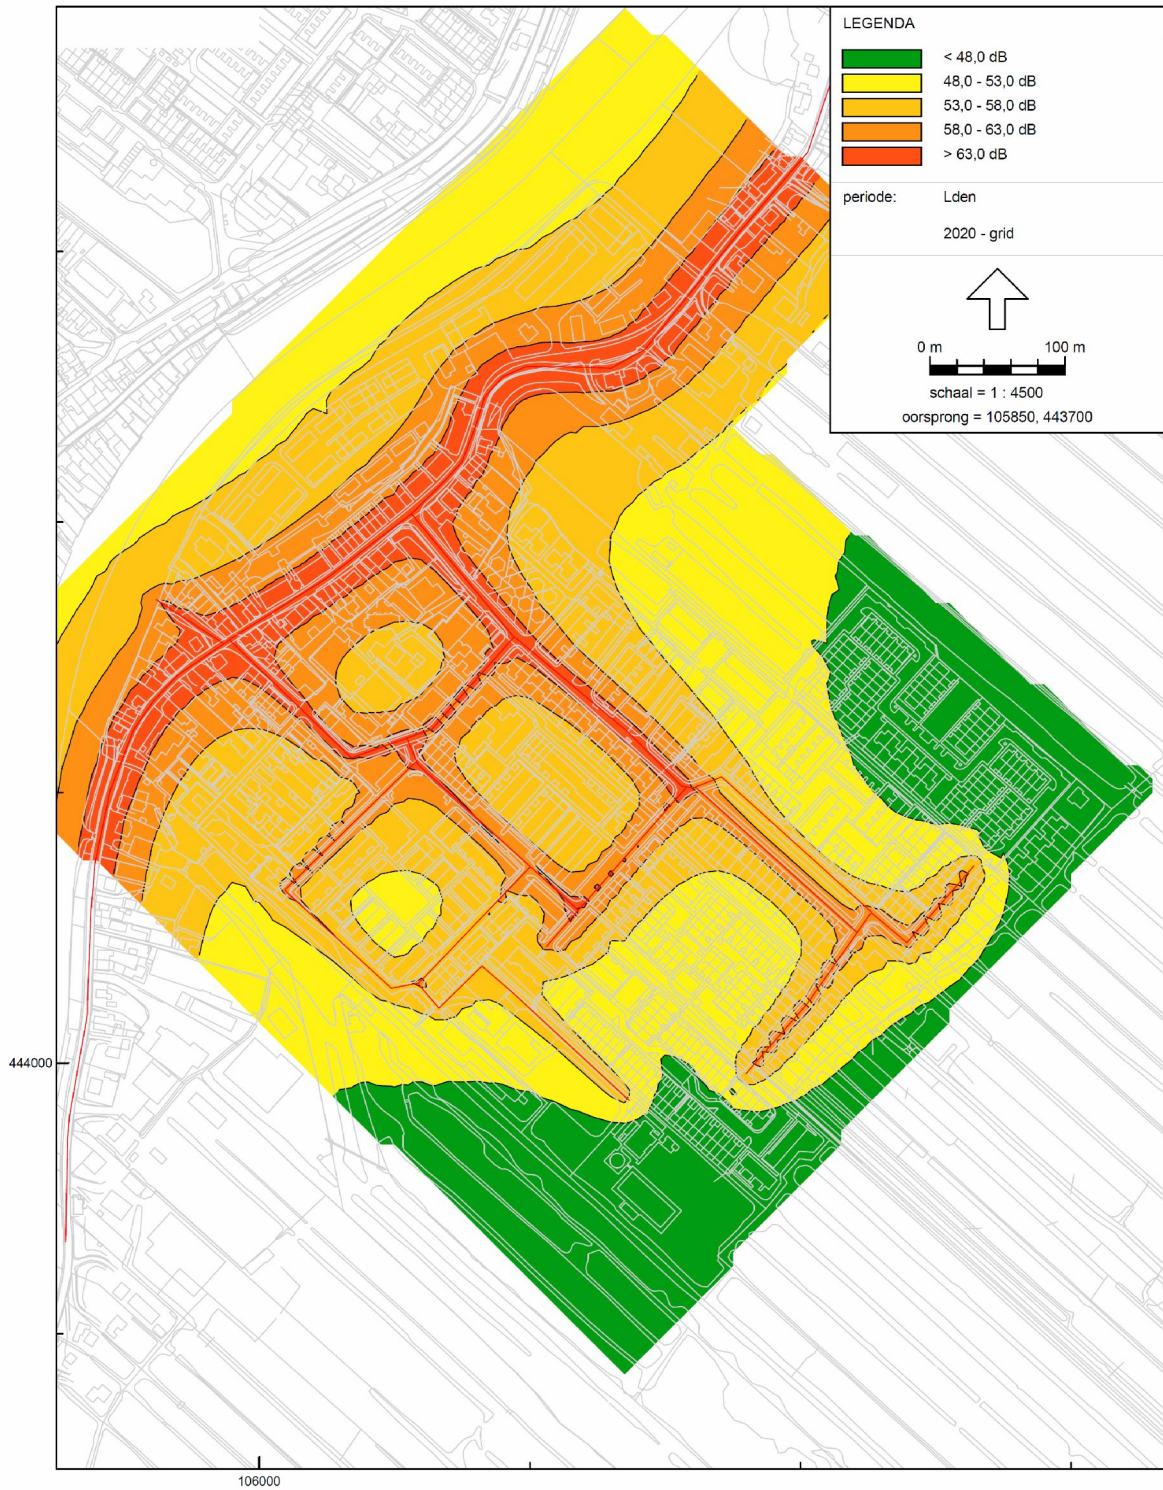 LEGENDA
< 48,0 dB
48,0 - 53,0 dB
53,0 - 58,0 dB
58,0 - 63,0 dB
> 63,0 dB
periode: Lden
2020 - grid
0 m 100 m
schaal = 1 : 4500
oorsprong = 105850, 443700
444000
106000